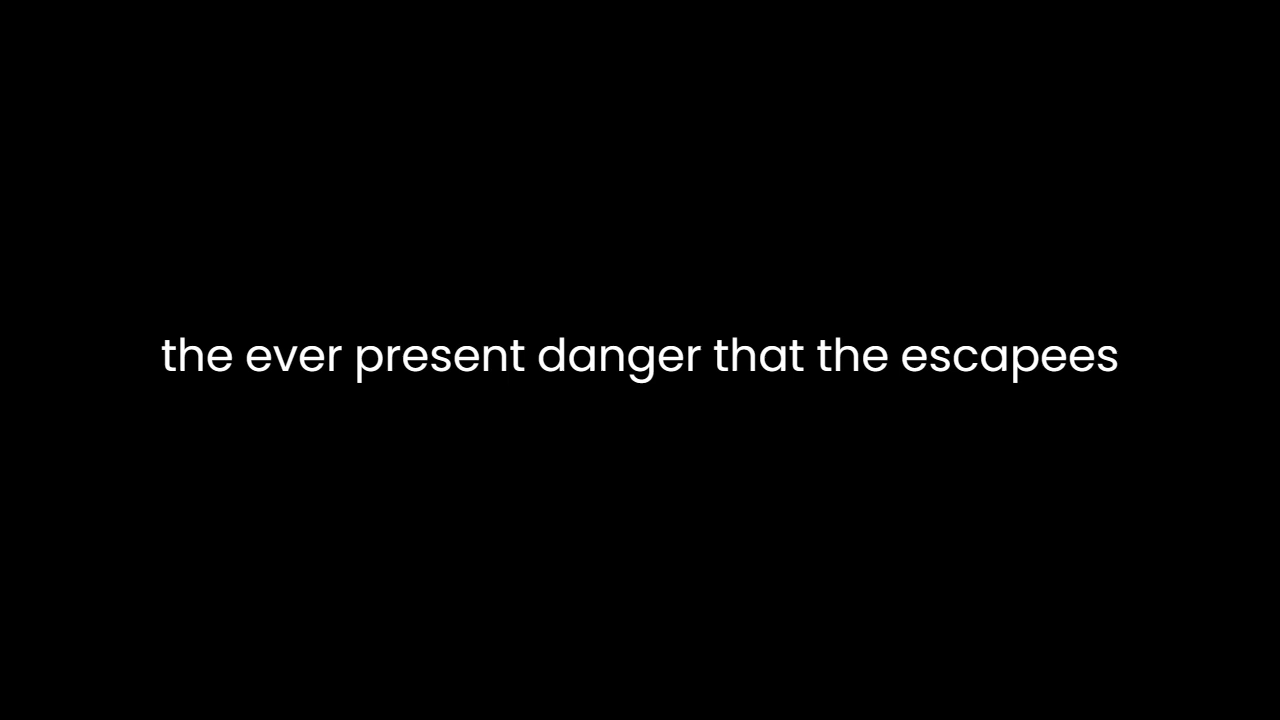 the ever present danger that the escapees